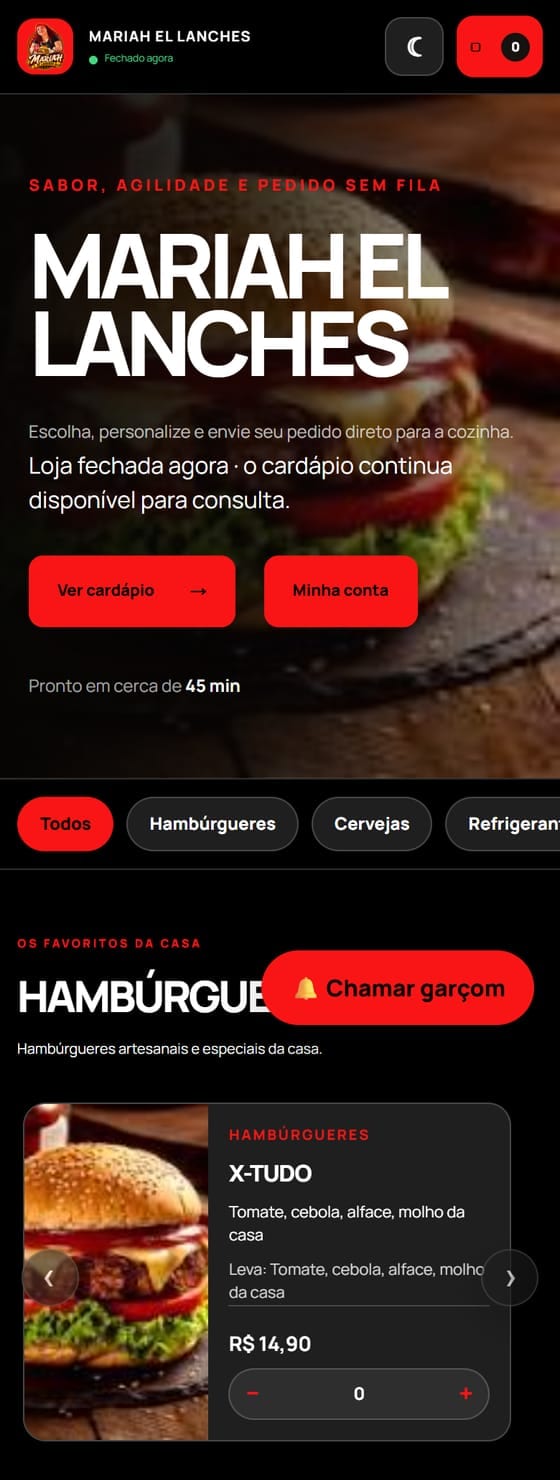 MARIAH EL LANCHES
Fechado agora
0
MARIAH
SABOR, AGILIDADE E PEDIDO SEM FILA
MARIAH EL
LANCHES
Escolha, personalize e envie seu pedido direto para a cozinha.
Loja fechada agora · o cardápio continua
disponível para consulta.
Ver cardápio →
Minha conta
Pronto em cerca de 45 min
Todos
Hambúrgueres
Cervejas
Refrigeran
OS FAVORITOS DA CASA
HAMBÚRGUE
🔔 Chamar garçom
Hambúrgueres artesanais e especiais da casa.
HAMBÚRGUERES
X-TUDO
Tomate, cebola, alface, molho da
casa
Leva: Tomate, cebola, alface, molho
da casa
R$ 14,90
− 0 +